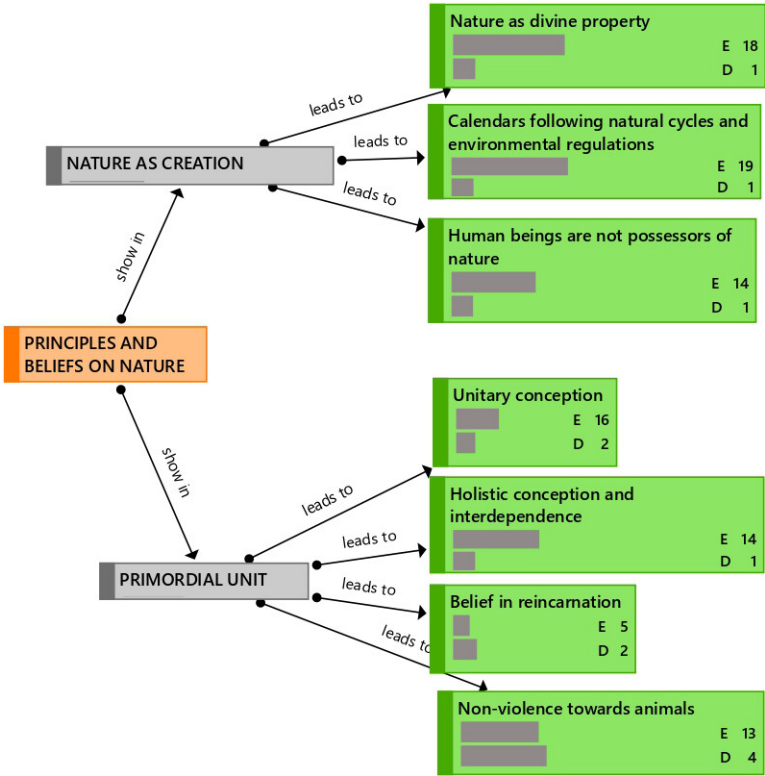 Nature as divine property
E 18
D 1
leads to
Calendars following natural cycles and
environmental regulations
E 19
D 1
leads to
NATURE AS CREATION
leads to
Human beings are not possessors of
nature
E 14
D 1
show in
PRINCIPLES AND
BELIEFS ON NATURE
show in
Unitary conception
E 16
D 2
leads to
Holistic conception and
interdependence
E 14
D 1
leads to
PRIMORDIAL UNIT
leads to
Belief in reincarnation
E 5
D 2
leads to
Non-violence towards animals
E 13
D 4